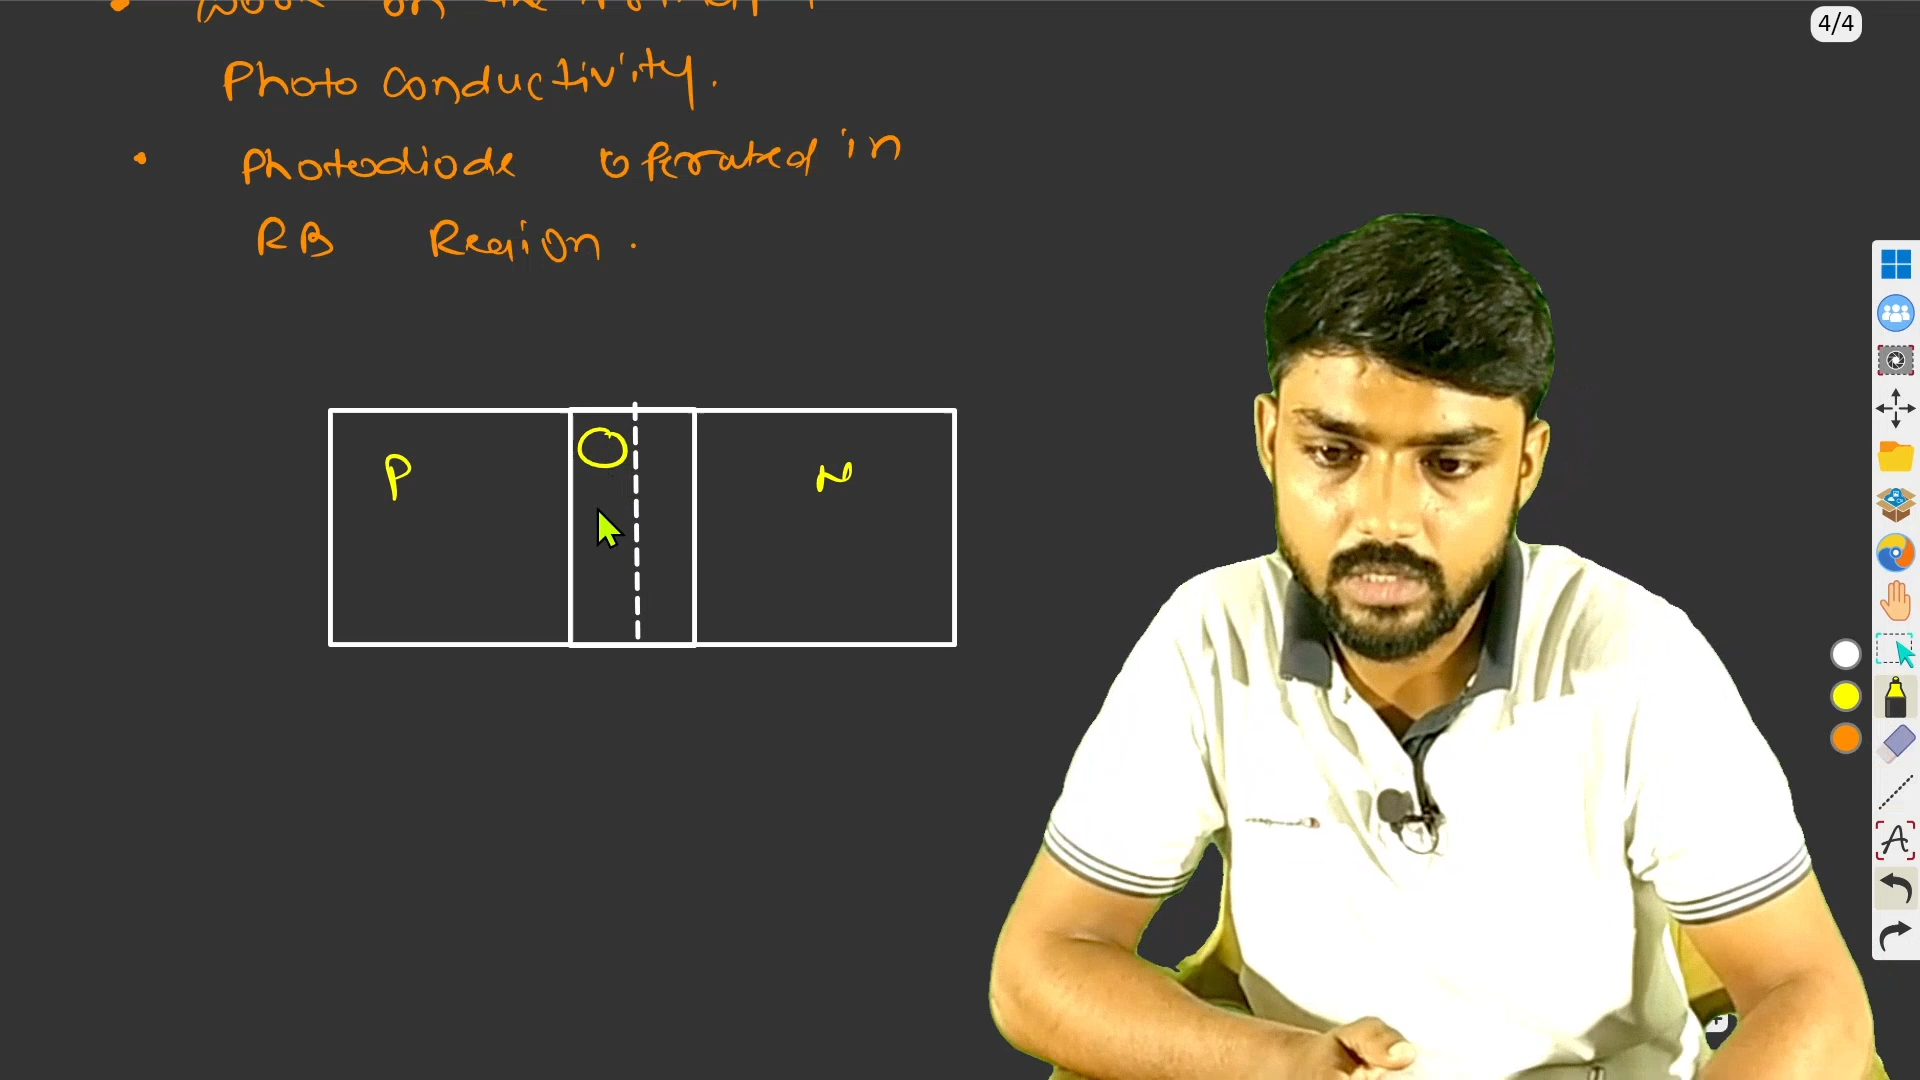 4/4
Photo Conductivity.
• Photodiode operated in
RB Region.
P
N